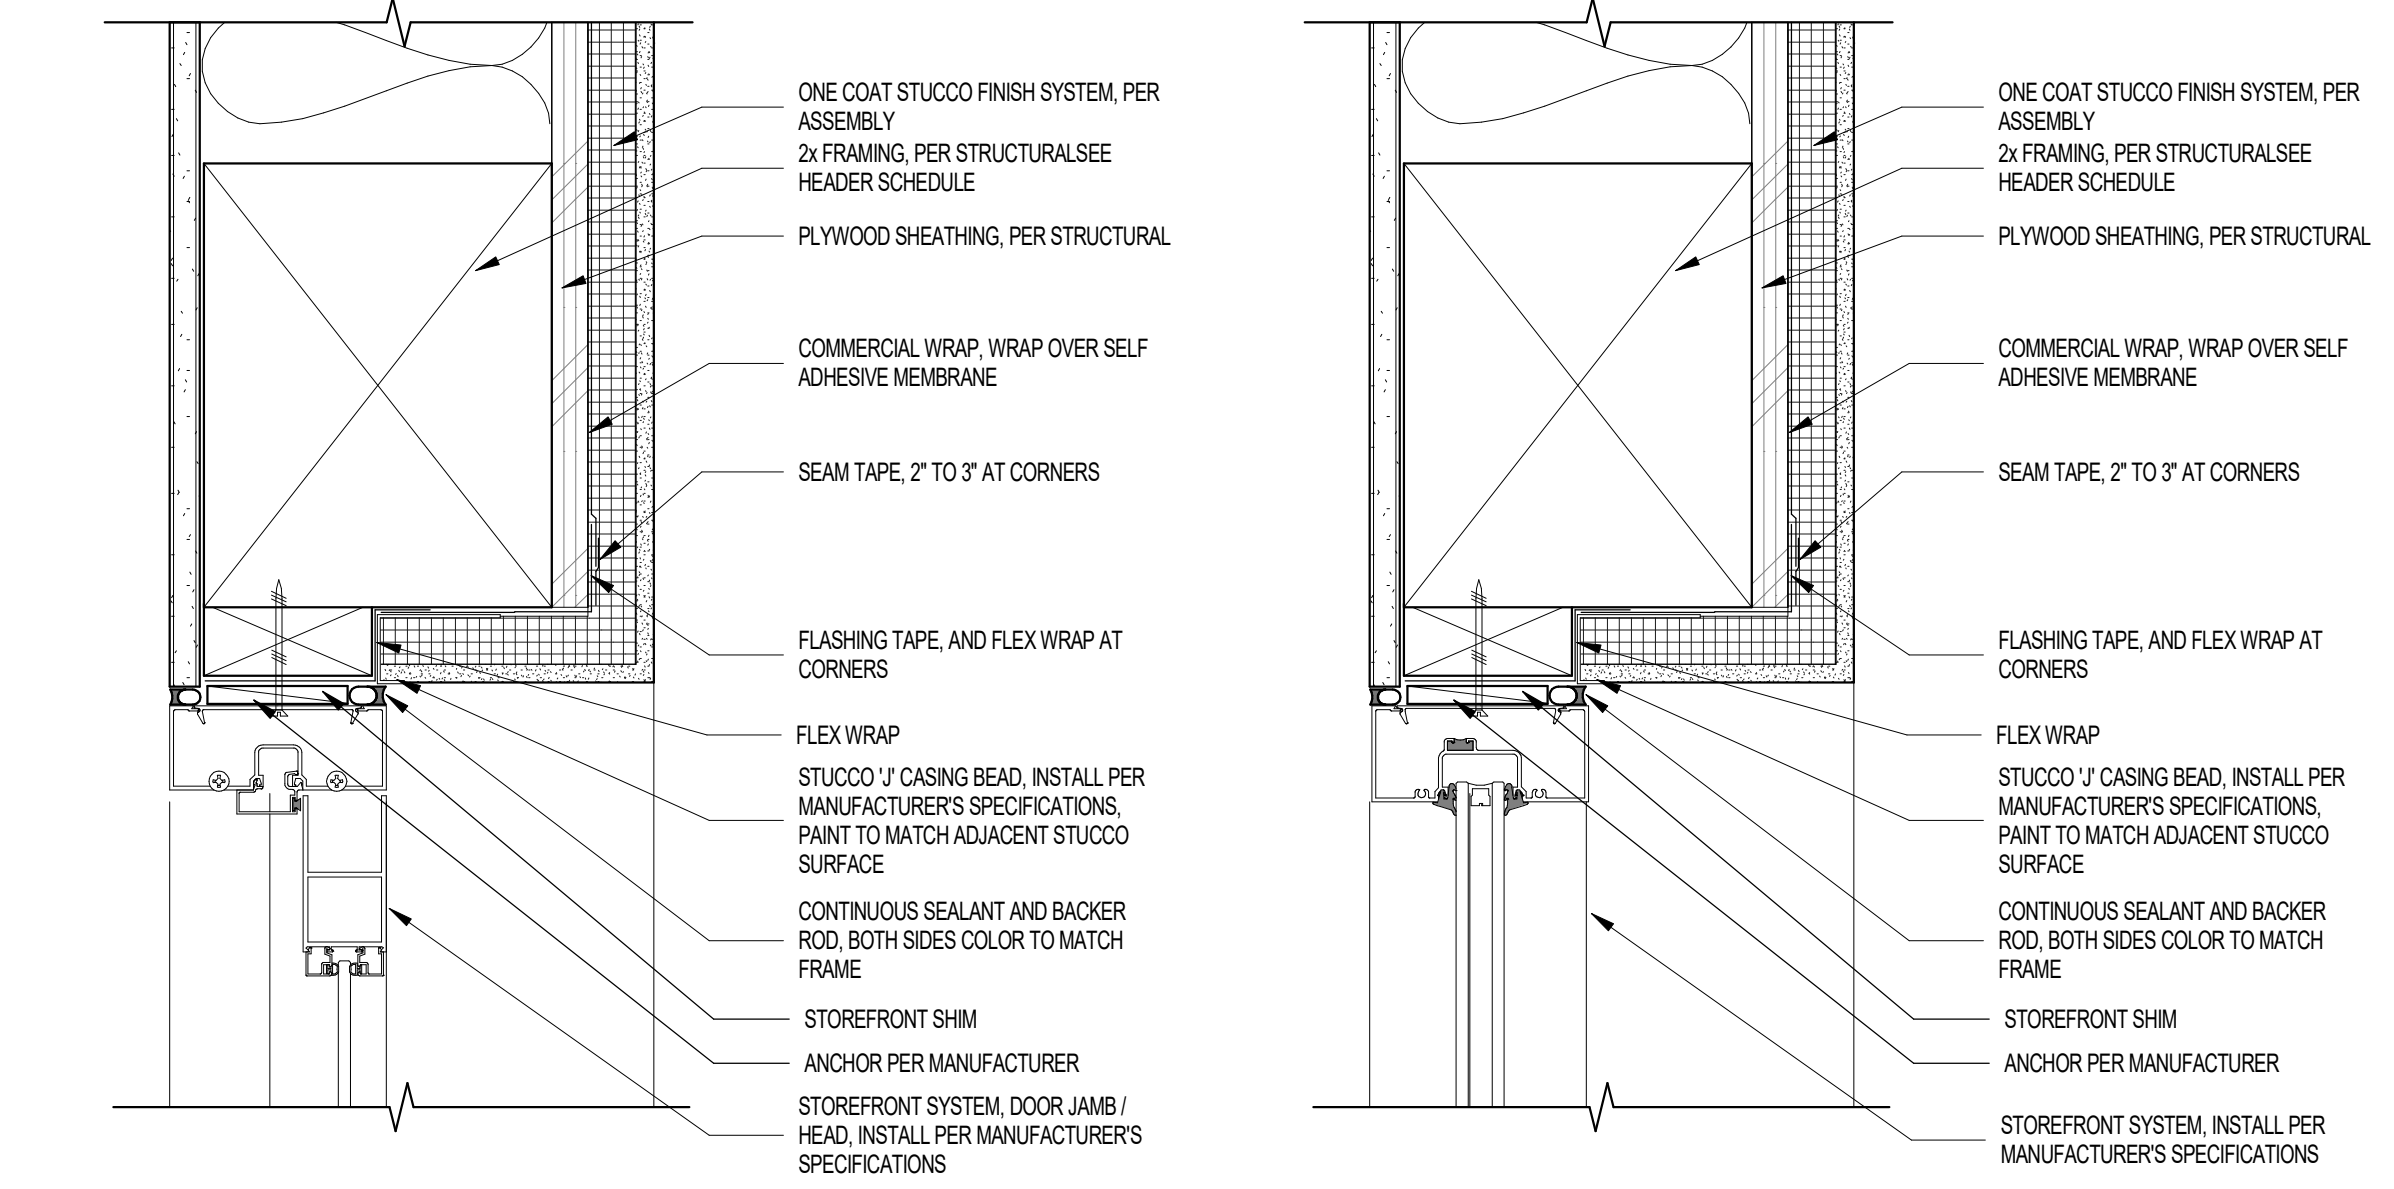 ONE COAT STUCCO FINISH SYSTEM, PER
ASSEMBLY
2x FRAMING, PER STRUCTURALSEE
HEADER SCHEDULE
PLYWOOD SHEATHING, PER STRUCTURAL
COMMERCIAL WRAP, WRAP OVER SELF
ADHESIVE MEMBRANE
SEAM TAPE, 2" TO 3" AT CORNERS
FLASHING TAPE, AND FLEX WRAP AT
CORNERS
FLEX WRAP
STUCCO 'J' CASING BEAD, INSTALL PER
MANUFACTURER'S SPECIFICATIONS,
PAINT TO MATCH ADJACENT STUCCO
SURFACE
CONTINUOUS SEALANT AND BACKER
ROD, BOTH SIDES COLOR TO MATCH
FRAME
STOREFRONT SHIM
ANCHOR PER MANUFACTURER
STOREFRONT SYSTEM, DOOR JAMB /
HEAD, INSTALL PER MANUFACTURER'S
SPECIFICATIONS
ONE COAT STUCCO FINISH SYSTEM, PER
ASSEMBLY
2x FRAMING, PER STRUCTURALSEE
HEADER SCHEDULE
PLYWOOD SHEATHING, PER STRUCTURAL
COMMERCIAL WRAP, WRAP OVER SELF
ADHESIVE MEMBRANE
SEAM TAPE, 2" TO 3" AT CORNERS
FLASHING TAPE, AND FLEX WRAP AT
CORNERS
FLEX WRAP
STUCCO 'J' CASING BEAD, INSTALL PER
MANUFACTURER'S SPECIFICATIONS,
PAINT TO MATCH ADJACENT STUCCO
SURFACE
CONTINUOUS SEALANT AND BACKER
ROD, BOTH SIDES COLOR TO MATCH
FRAME
STOREFRONT SHIM
ANCHOR PER MANUFACTURER
STOREFRONT SYSTEM, INSTALL PER
MANUFACTURER'S SPECIFICATIONS